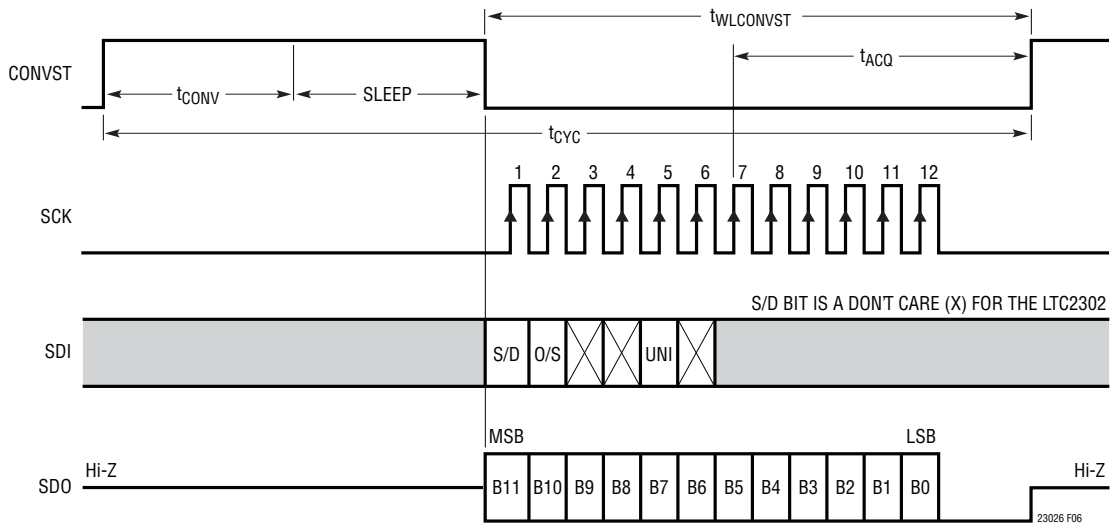 tWLCONVST
CONVST
tCONV
SLEEP
tACQ
tCYC
1 2 3 4 5 6 7 8 9 10 11 12
SCK
S/D BIT IS A DON'T CARE (X) FOR THE LTC2302
SDI
S/D O/S UNI
MSB LSB
Hi-Z Hi-Z
SDO
B11 B10 B9 B8 B7 B6 B5 B4 B3 B2 B1 B0
23026 F06